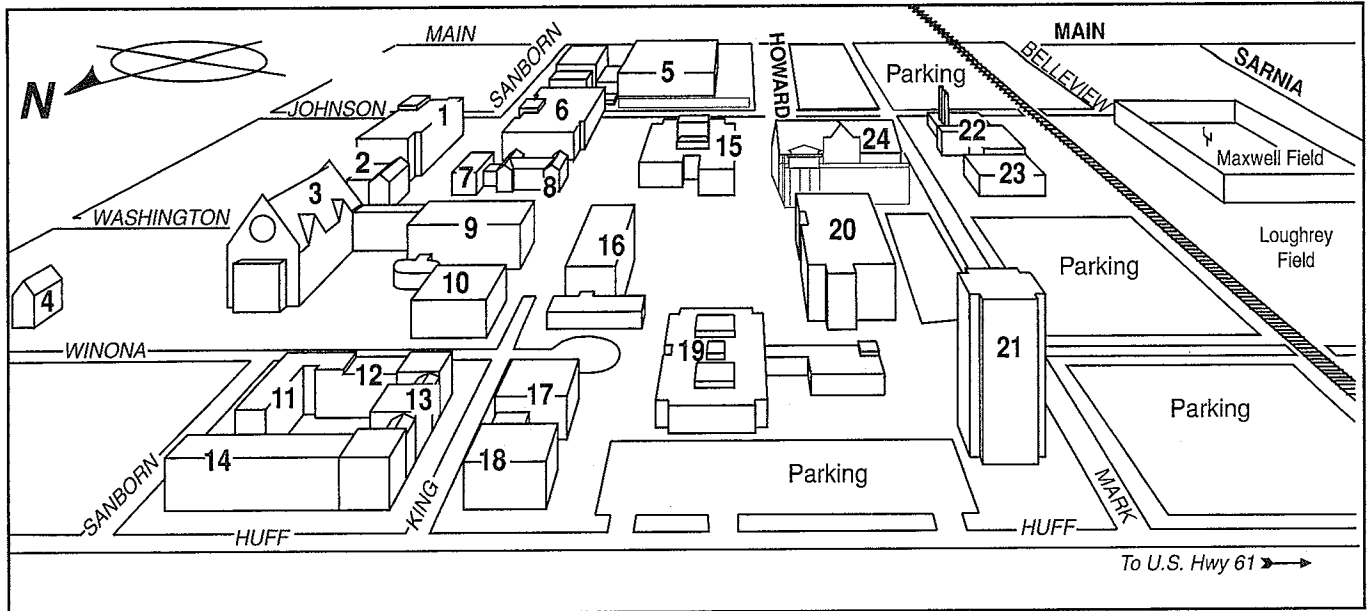 MAIN
MAIN
SANBORN
HOWARD
BELLEVIEW
SARNIA
N
JOHNSON
5
Parking
1
6
22
Maxwell Field
2
15
24
23
3
7
8
WASHINGTON
9
16
20
Loughrey
Field
Parking
4
10
WINONA
19
21
11
12
13
17
Parking
14
18
Parking
SANBORN
KING
MARK
HUFF
HUFF
To U.S. Hwy 61